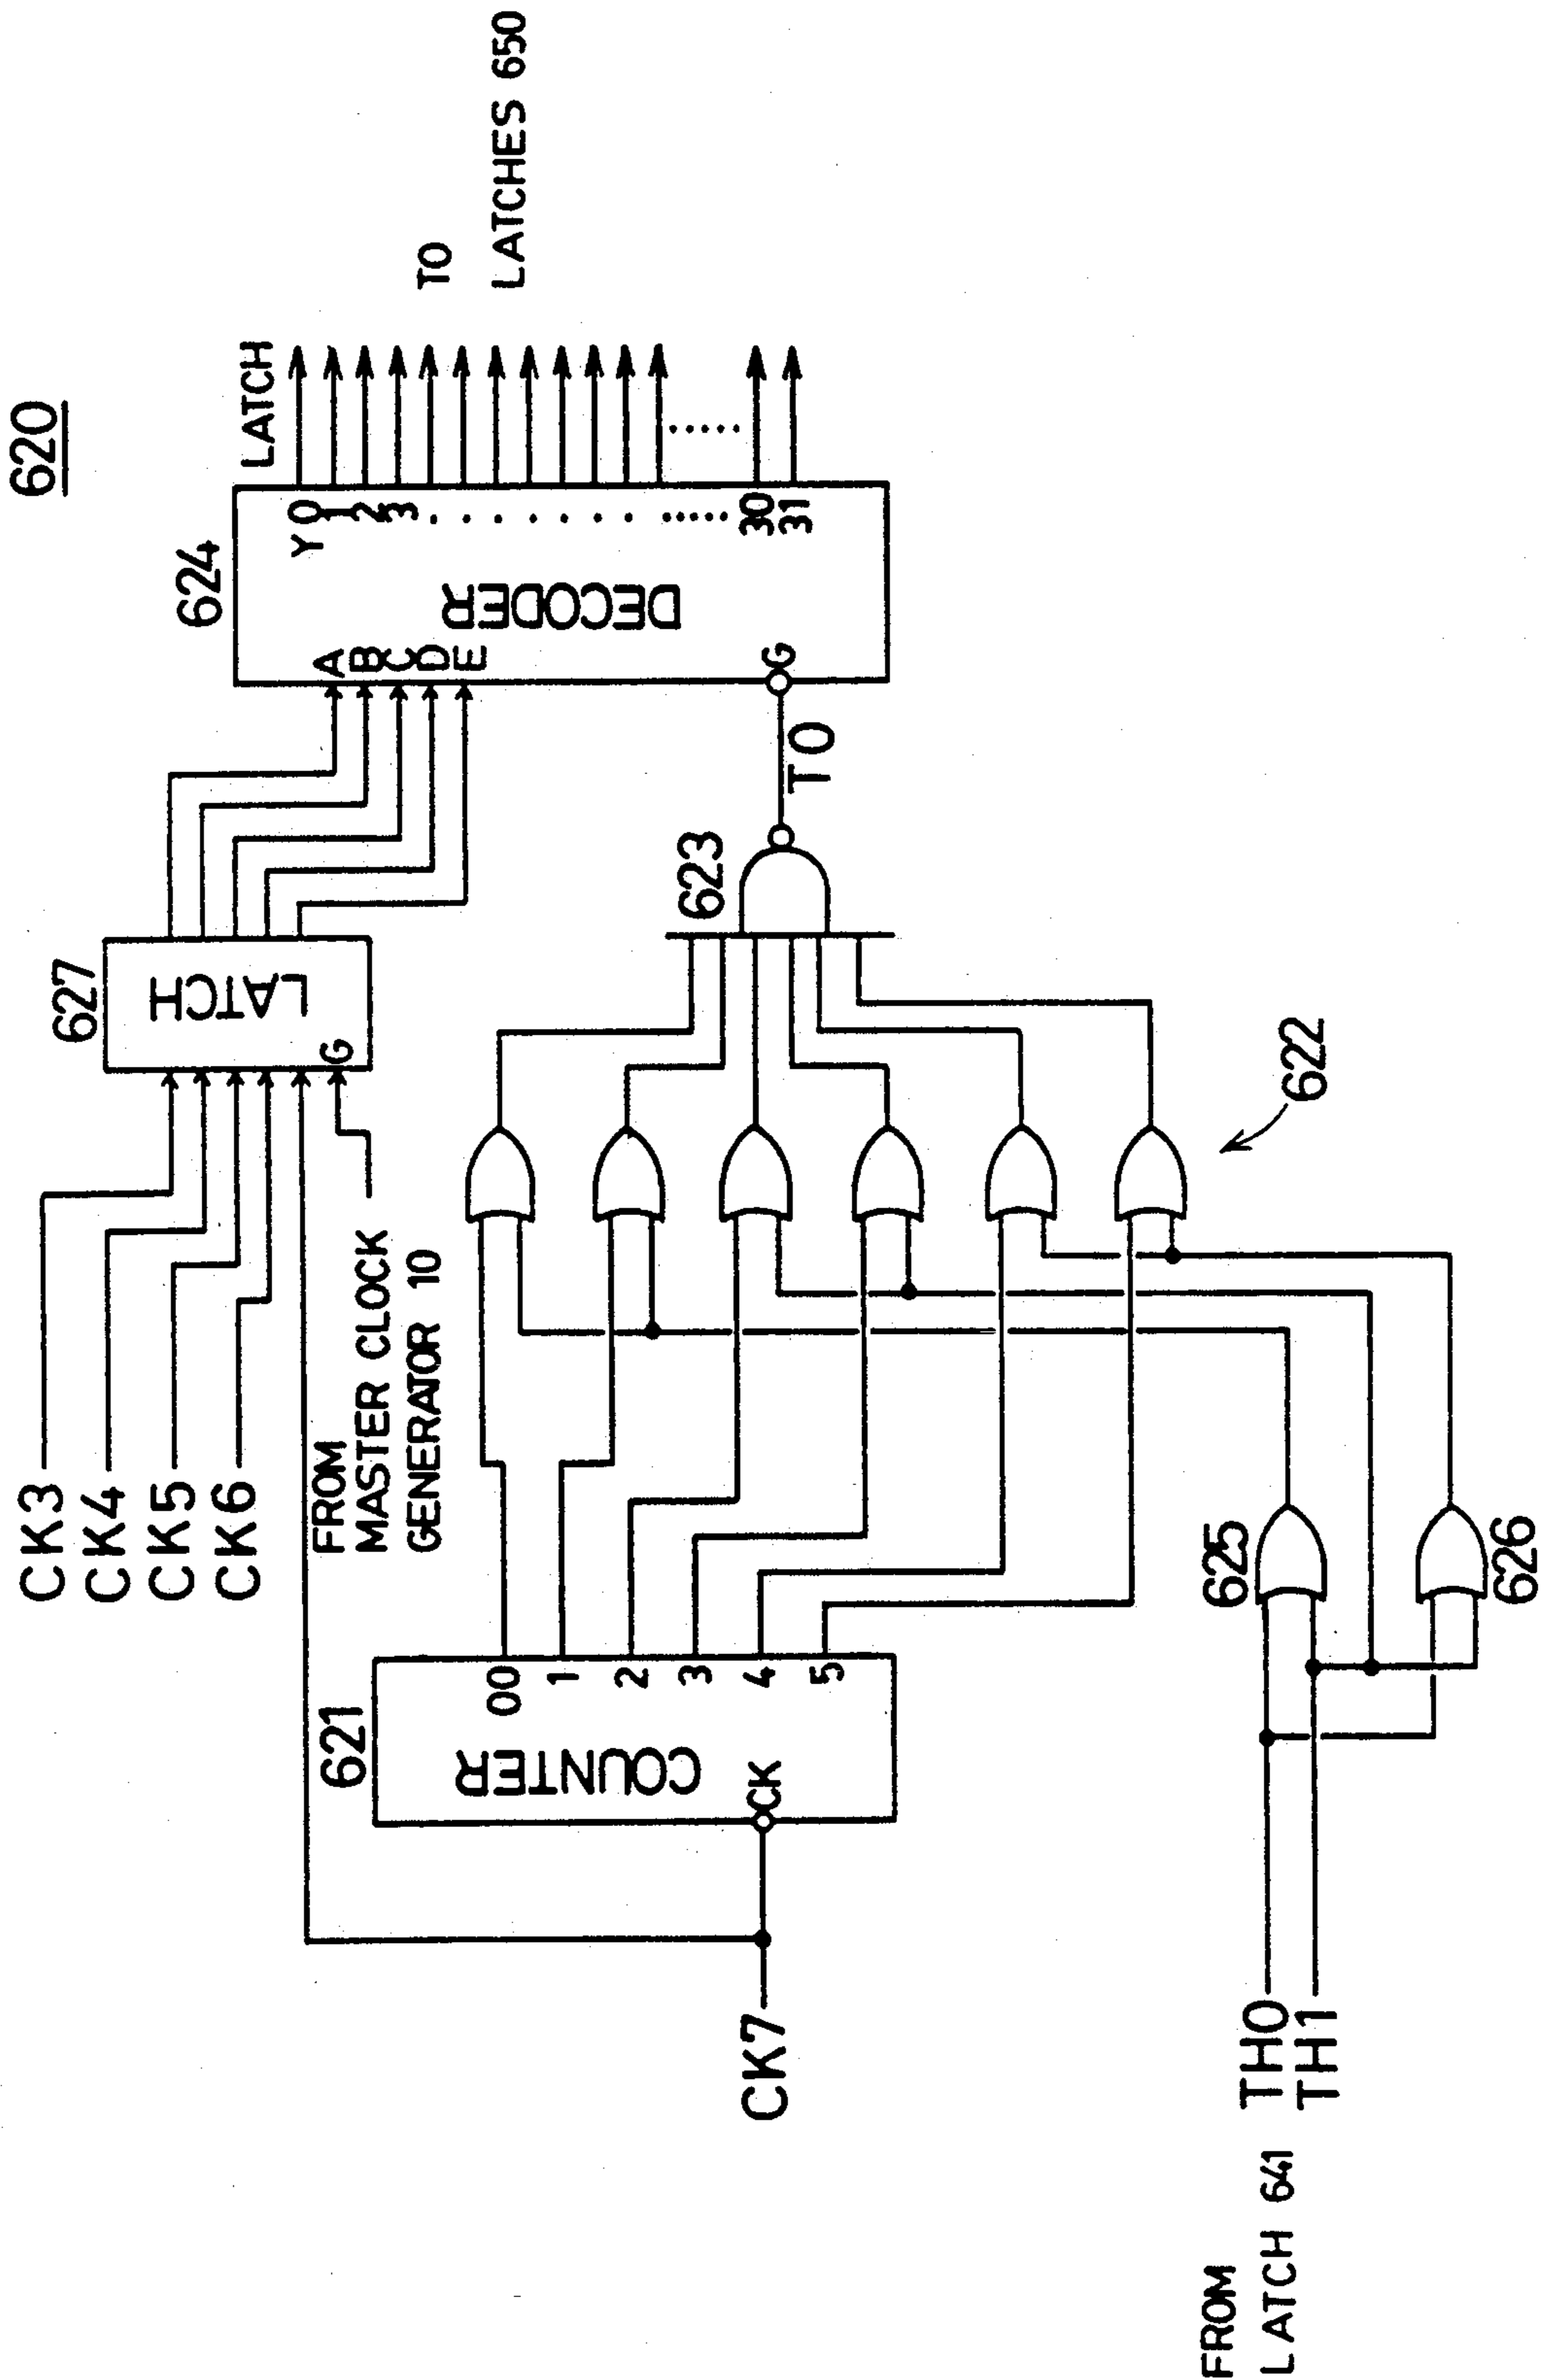 620
CK3
CK4
CK5
CK6
FROM
MASTER CLOCK
GENERATOR 10
627
LATCH
G
624
DECODER
A
B
C
D
E
G
Y 0
1
2
3
30
31
LATCH
TO
LATCHES 650
621
COUNTER
CK
00
1
2
3
4
5
CK7
623
T0
622
625
626
FROM
LATCH 641
TH0
TH1